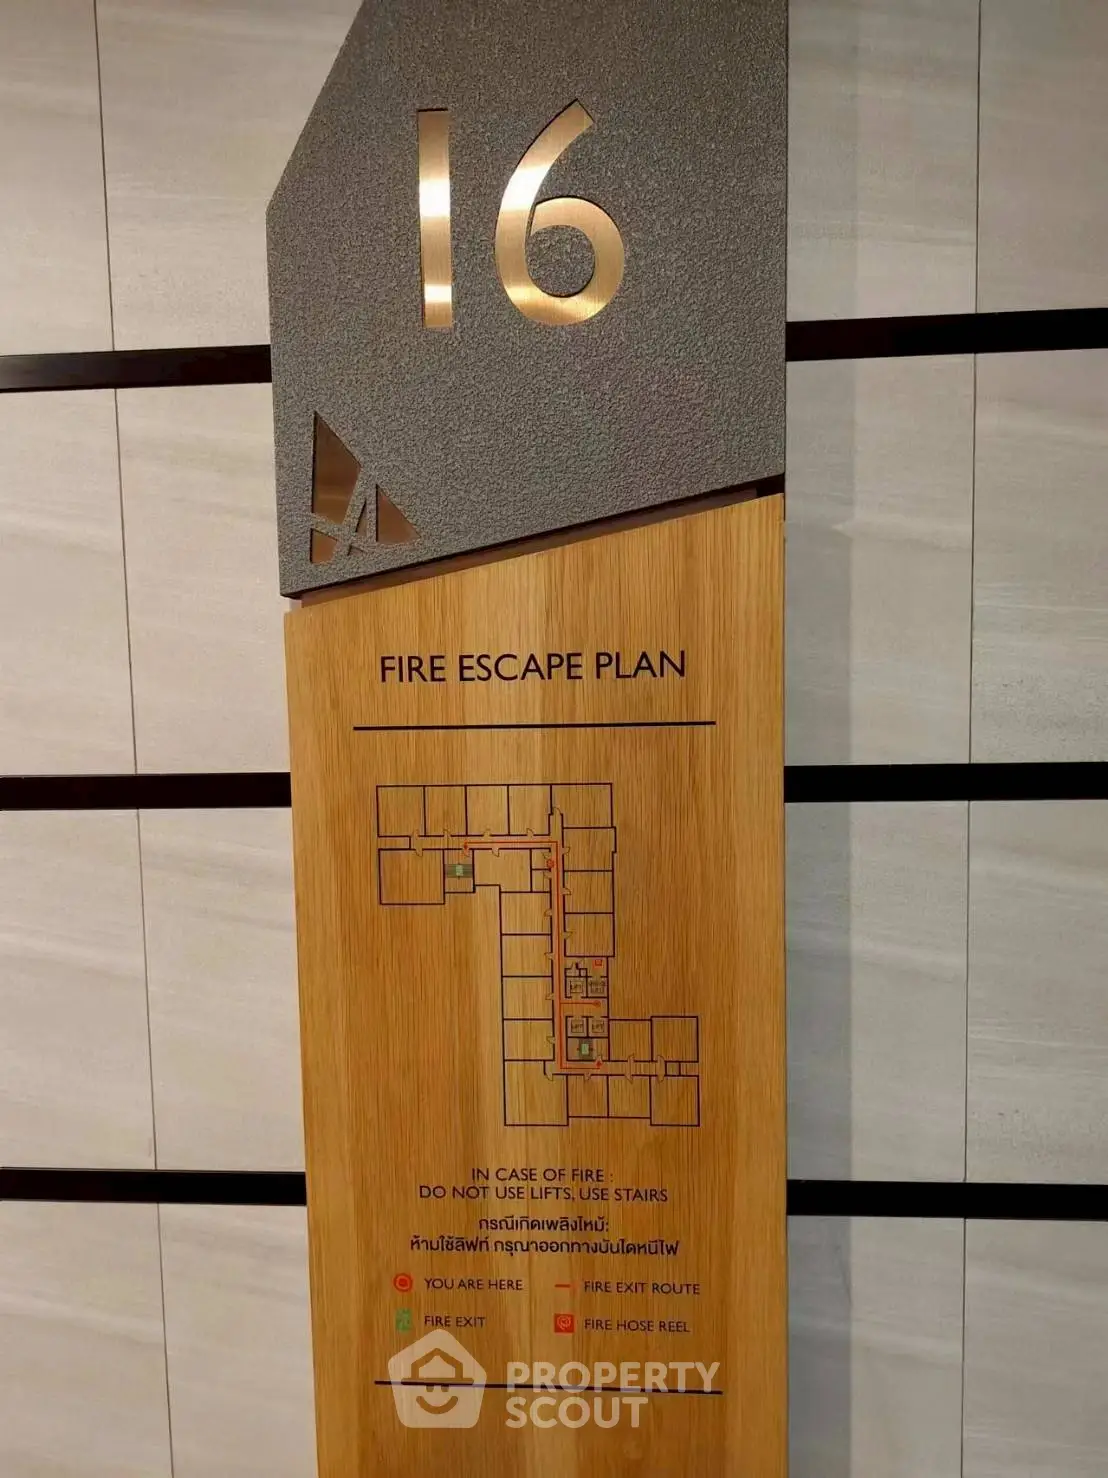 16
FIRE ESCAPE PLAN
LIFT
LIFT LIFT
IN CASE OF FIRE :
DO NOT USE LIFTS, USE STAIRS
กรณีเกิดเพลิงไหม้:
ห้ามใช้ลิฟท์ กรุณาออกทางบันไดหนีไฟ
YOU ARE HERE
FIRE EXIT ROUTE
FIRE EXIT
FIRE HOSE REEL
PROPERTY
SCOUT